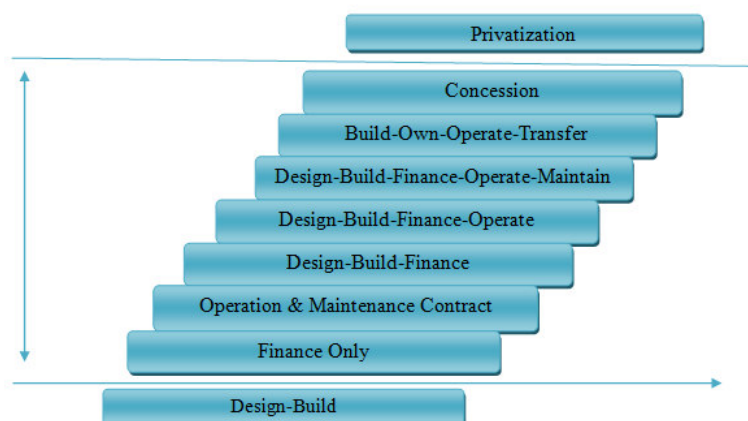 Privatization
Concession
Build-Own-Operate-Transfer
Design-Build-Finance-Operate-Maintain
Design-Build-Finance-Operate
Design-Build-Finance
Operation & Maintenance Contract
Finance Only
Design-Build